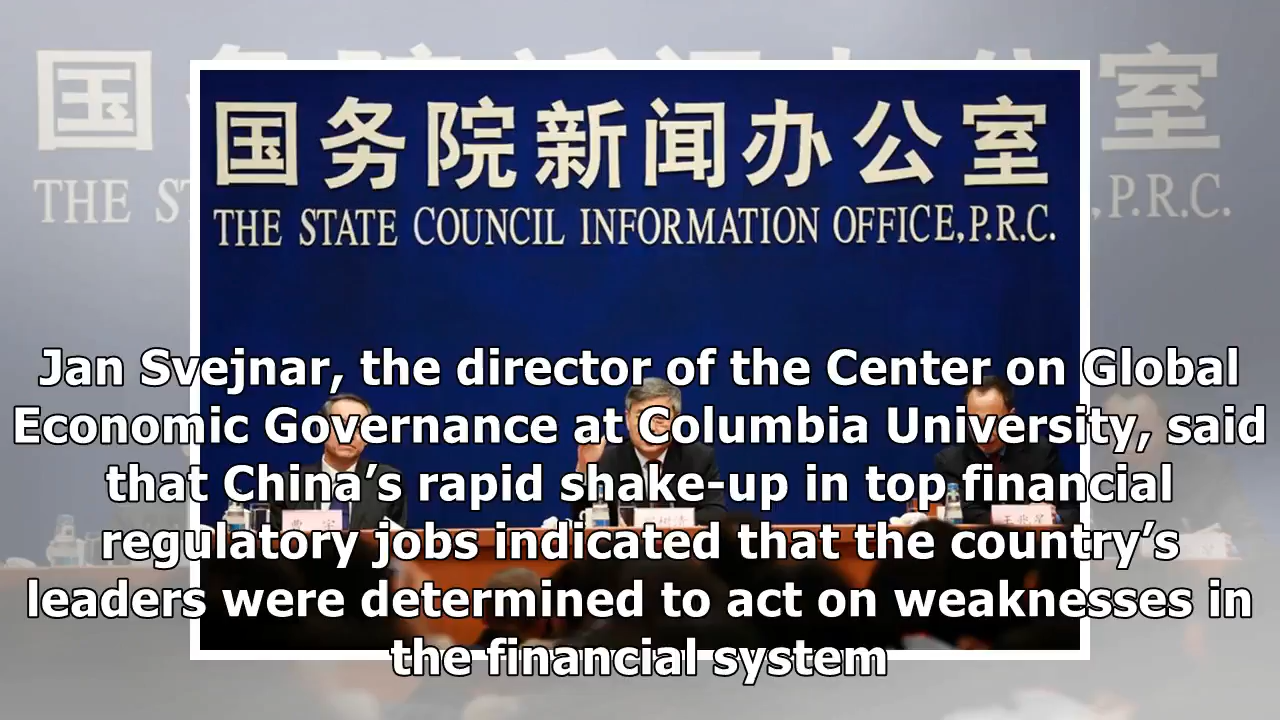 国务院新闻办公室
THE STATE COUNCIL INFORMATION OFFICE,P.R.C.
Jan Svejnar, the director of the Center on Global
Economic Governance at Columbia University, said
that China’s rapid shake-up in top financial
regulatory jobs indicated that the country’s
leaders were determined to act on weaknesses in
the financial system